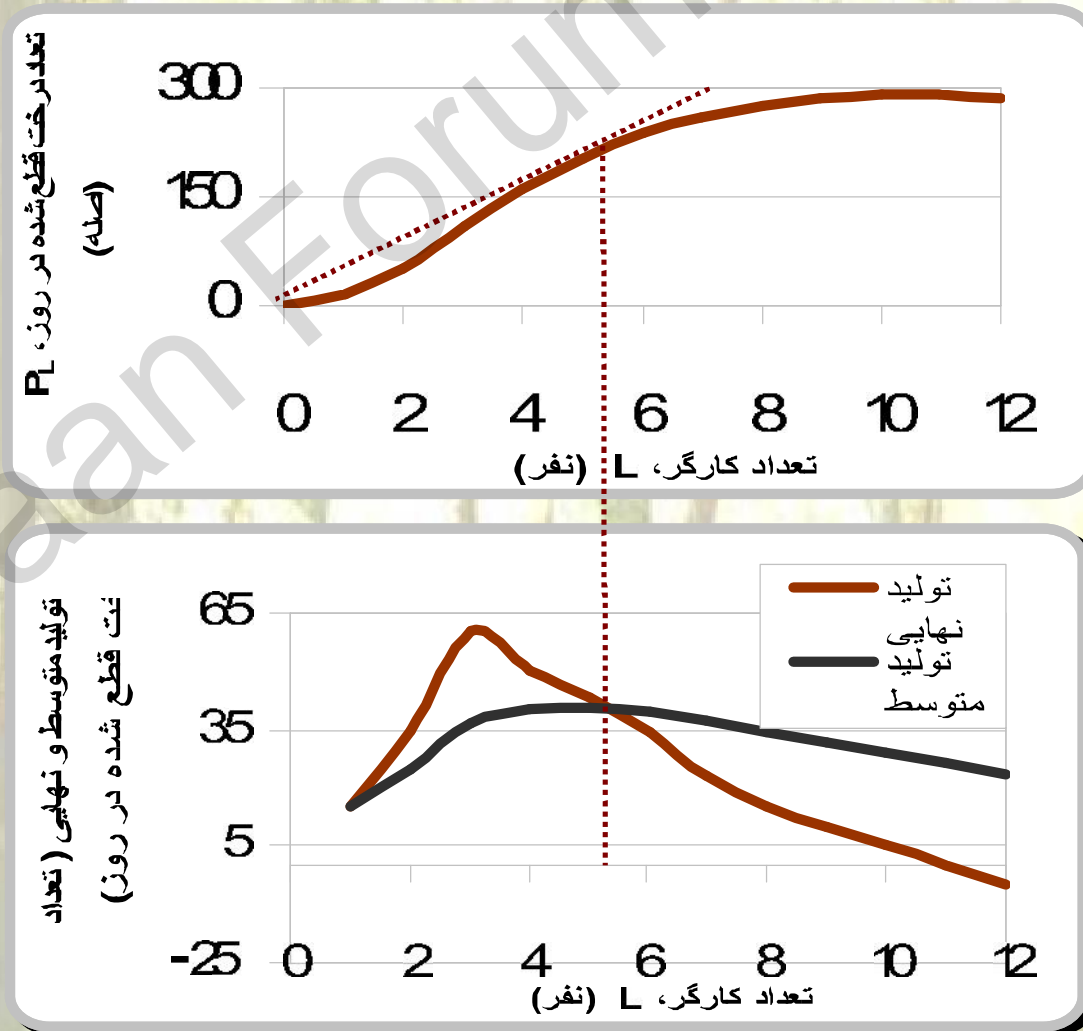 تعداد درخت قطع شده در روز، PL
(اصله)
300
150
0
0 2 4 6 8 10 12
تعداد کارگر، L (نفر)
تولید متوسط و نهایی (تعداد
قطع شده در روز)
65
35
5
-25
0 2 4 6 8 10 12
تعداد کارگر، L (نفر)
تولید
نهایی
تولید
متوسط
aan Forum